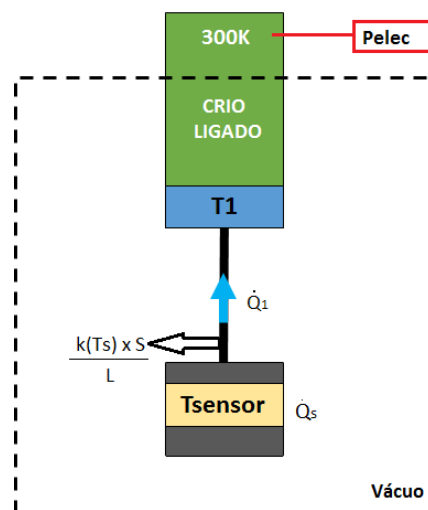 300K
Pelec
CRIO
LIGADO
T1
Q̇1
k(Ts) x S
L
Tsensor
Q̇s
Vácuo